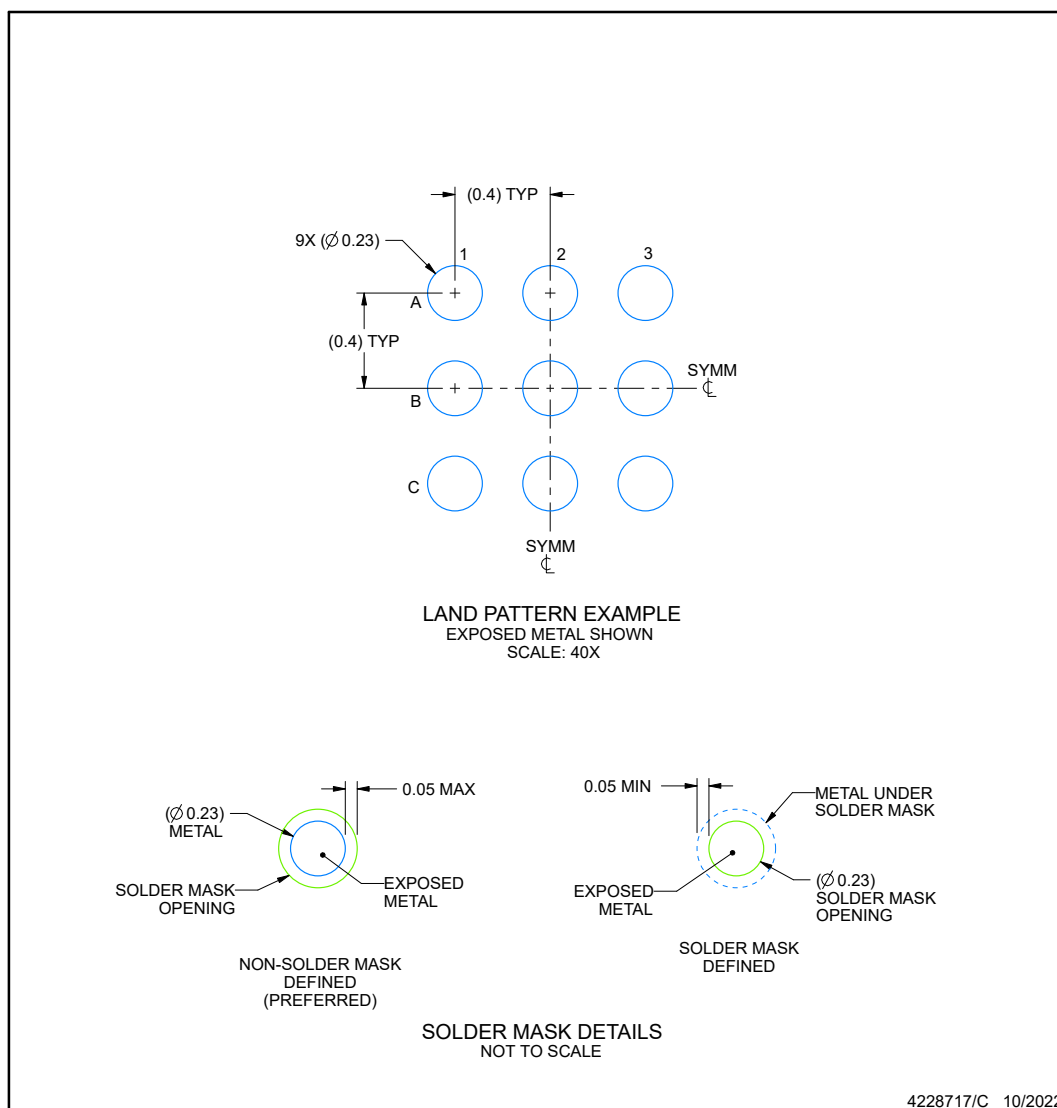 (0.4) TYP
9X (∅ 0.23)
1
2
3
A
(0.4) TYP
SYMM
℄
B
C
SYMM
℄
LAND PATTERN EXAMPLE
EXPOSED METAL SHOWN
SCALE: 40X
0.05 MAX
(∅ 0.23)
METAL
SOLDER MASK
OPENING
EXPOSED
METAL
NON-SOLDER MASK
DEFINED
(PREFERRED)
0.05 MIN
METAL UNDER
SOLDER MASK
EXPOSED
METAL
(∅ 0.23)
SOLDER MASK
OPENING
SOLDER MASK
DEFINED
SOLDER MASK DETAILS
NOT TO SCALE
4228717/C 10/2022